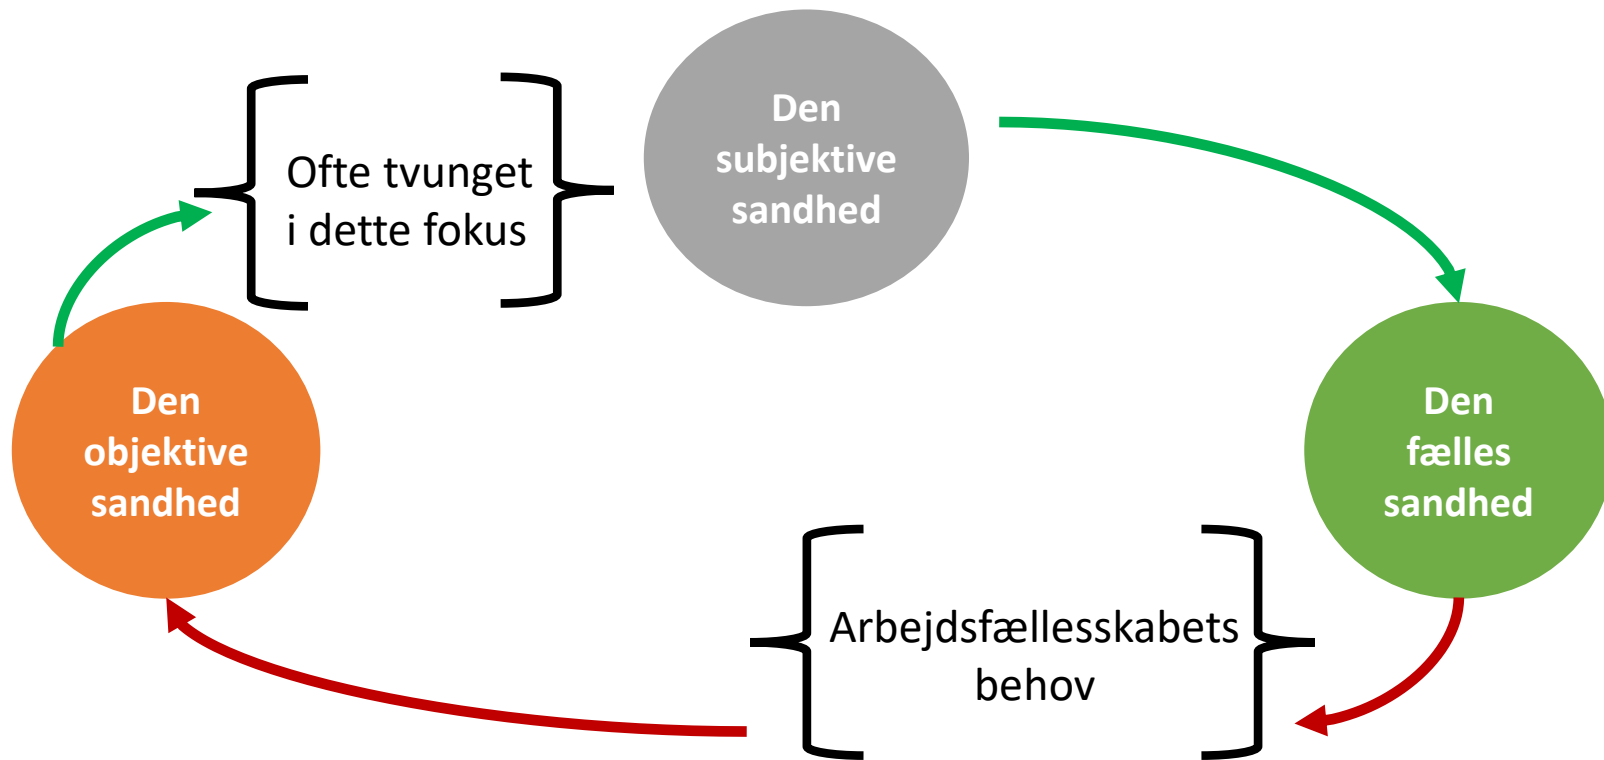 Den
subjektive
sandhed
Ofte tvunget
i dette fokus
Den
objektive
sandhed
Den
fælles
sandhed
Arbejdsfællesskabets
behov